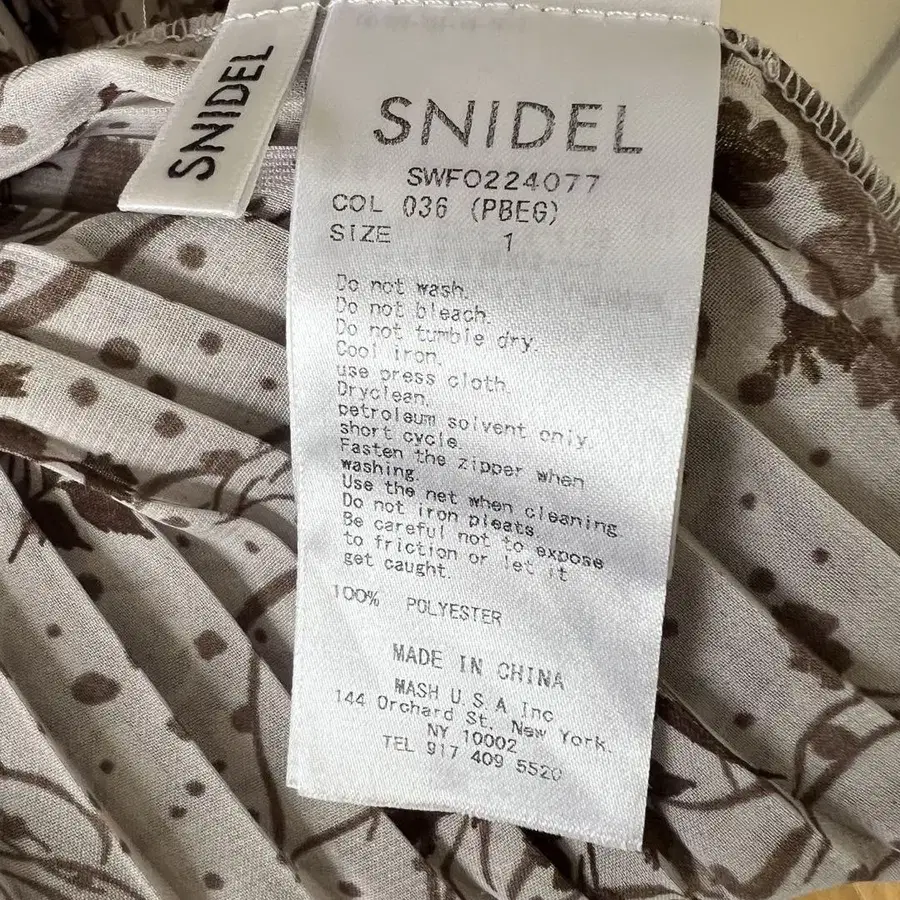 SNIDEL
SNIDEL
SWFO224077
COL 036 (PBEG)
SIZE 1
Do not wash.
Do not bleach.
Do not tumble dry.
Cool iron.
use press cloth.
Dryclean.
petroleum solvent only.
short cycle.
Fasten the zipper when
washing.
Use the net when cleaning
Do not iron pleats
Be careful not to expose
to friction or let it
get caught.
100% POLYESTER
MADE IN CHINA
MASH U S A Inc
144 Orchard St. New York.
NY 10002
TEL 917 409 5520